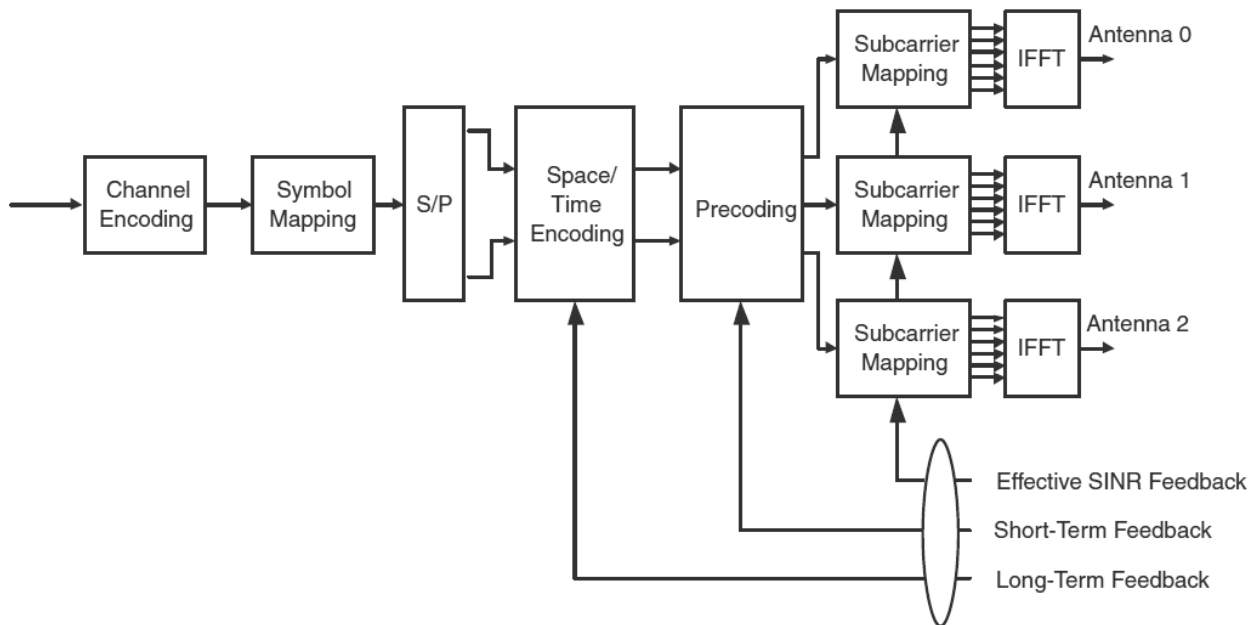 Channel
Encoding
Symbol
Mapping
S/P
Space/
Time
Encoding
Precoding
Subcarrier
Mapping
IFFT
Antenna 0
Subcarrier
Mapping
IFFT
Antenna 1
Subcarrier
Mapping
IFFT
Antenna 2
Effective SINR Feedback
Short-Term Feedback
Long-Term Feedback